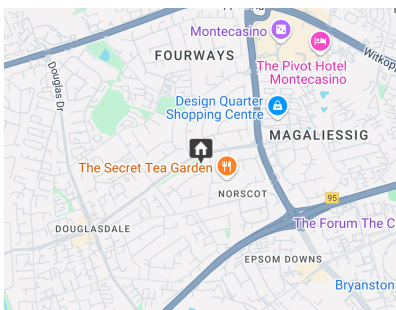 Montecasino
FOURWAYS
The Pivot Hotel
Montecasino
Witkop
Douglas Dr
Design Quarter
Shopping Centre
MAGALIESSIG
The Secret Tea Garden
NORSCOT
95
The Forum The C
DOUGLASDALE
EPSOM DOWNS
Bryanston